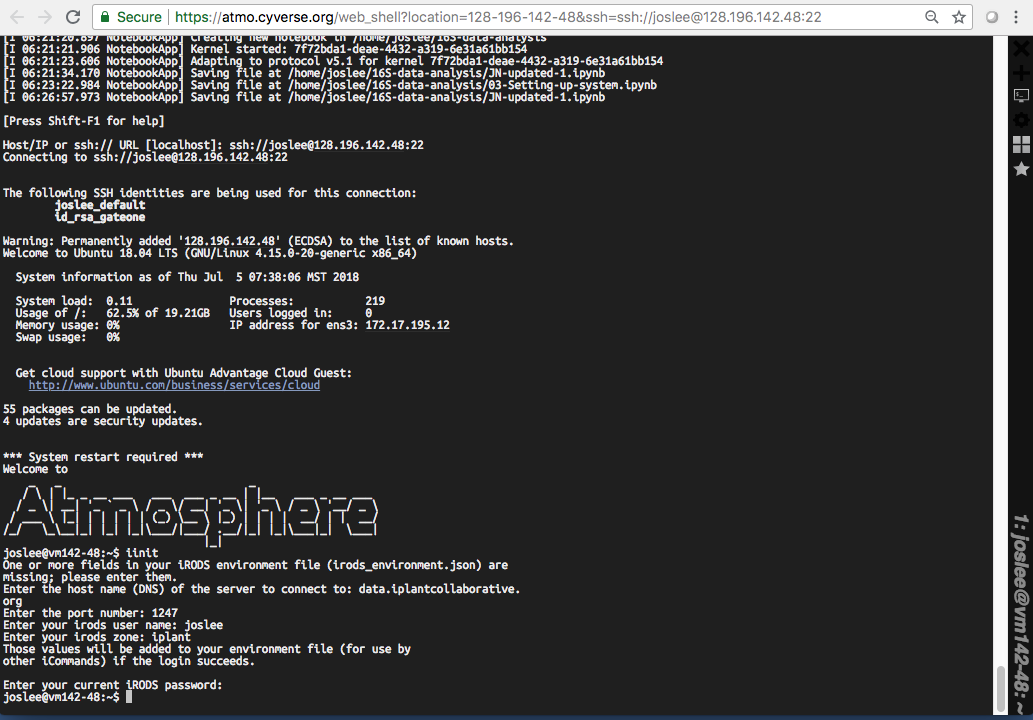 Secure | https://atmo.cyverse.org/web_shell?location=128-196-142-48&ssh=ssh://joslee@128.196.142.48:22
[I 06:21:20.897 NotebookApp] Creating new notebook in /home/joslee/16S-data-analysis
[I 06:21:21.906 NotebookApp] Kernel started: 7f72bda1-deae-4432-a319-6e31a61bb154
[I 06:21:23.606 NotebookApp] Adapting to protocol v5.1 for kernel 7f72bda1-deae-4432-a319-6e31a61bb154
[I 06:21:34.170 NotebookApp] Saving file at /home/joslee/16S-data-analysis/JN-updated-1.ipynb
[I 06:23:22.984 NotebookApp] Saving file at /home/joslee/16S-data-analysis/03-Setting-up-system.ipynb
[I 06:26:57.973 NotebookApp] Saving file at /home/joslee/16S-data-analysis/JN-updated-1.ipynb
[Press Shift-F1 for help]
Host/IP or ssh:// URL [localhost]: ssh://joslee@128.196.142.48:22
Connecting to ssh://joslee@128.196.142.48:22
The following SSH identities are being used for this connection:
joslee_default
id_rsa_gateone
Warning: Permanently added '128.196.142.48' (ECDSA) to the list of known hosts.
Welcome to Ubuntu 18.04 LTS (GNU/Linux 4.15.0-20-generic x86_64)
System information as of Thu Jul  5 07:38:06 MST 2018
System load:  0.11 Processes: 219
Usage of /:   62.5% of 19.21GB Users logged in: 0
Memory usage: 0% IP address for ens3: 172.17.195.12
Swap usage:   0%
Get cloud support with Ubuntu Advantage Cloud Guest:
http://www.ubuntu.com/business/services/cloud
55 packages can be updated.
4 updates are security updates.
*** System restart required ***
Welcome to
Atmosphere
joslee@vm142-48:~$ iinit
One or more fields in your iRODS environment file (irods_environment.json) are
missing; please enter them.
Enter the host name (DNS) of the server to connect to: data.iplantcollaborative.
org
Enter the port number: 1247
Enter your irods user name: joslee
Enter your irods zone: iplant
Those values will be added to your environment file (for use by
other iCommands) if the login succeeds.
Enter your current iRODS password:
joslee@vm142-48:~$
1: joslee@vm142-48: ~